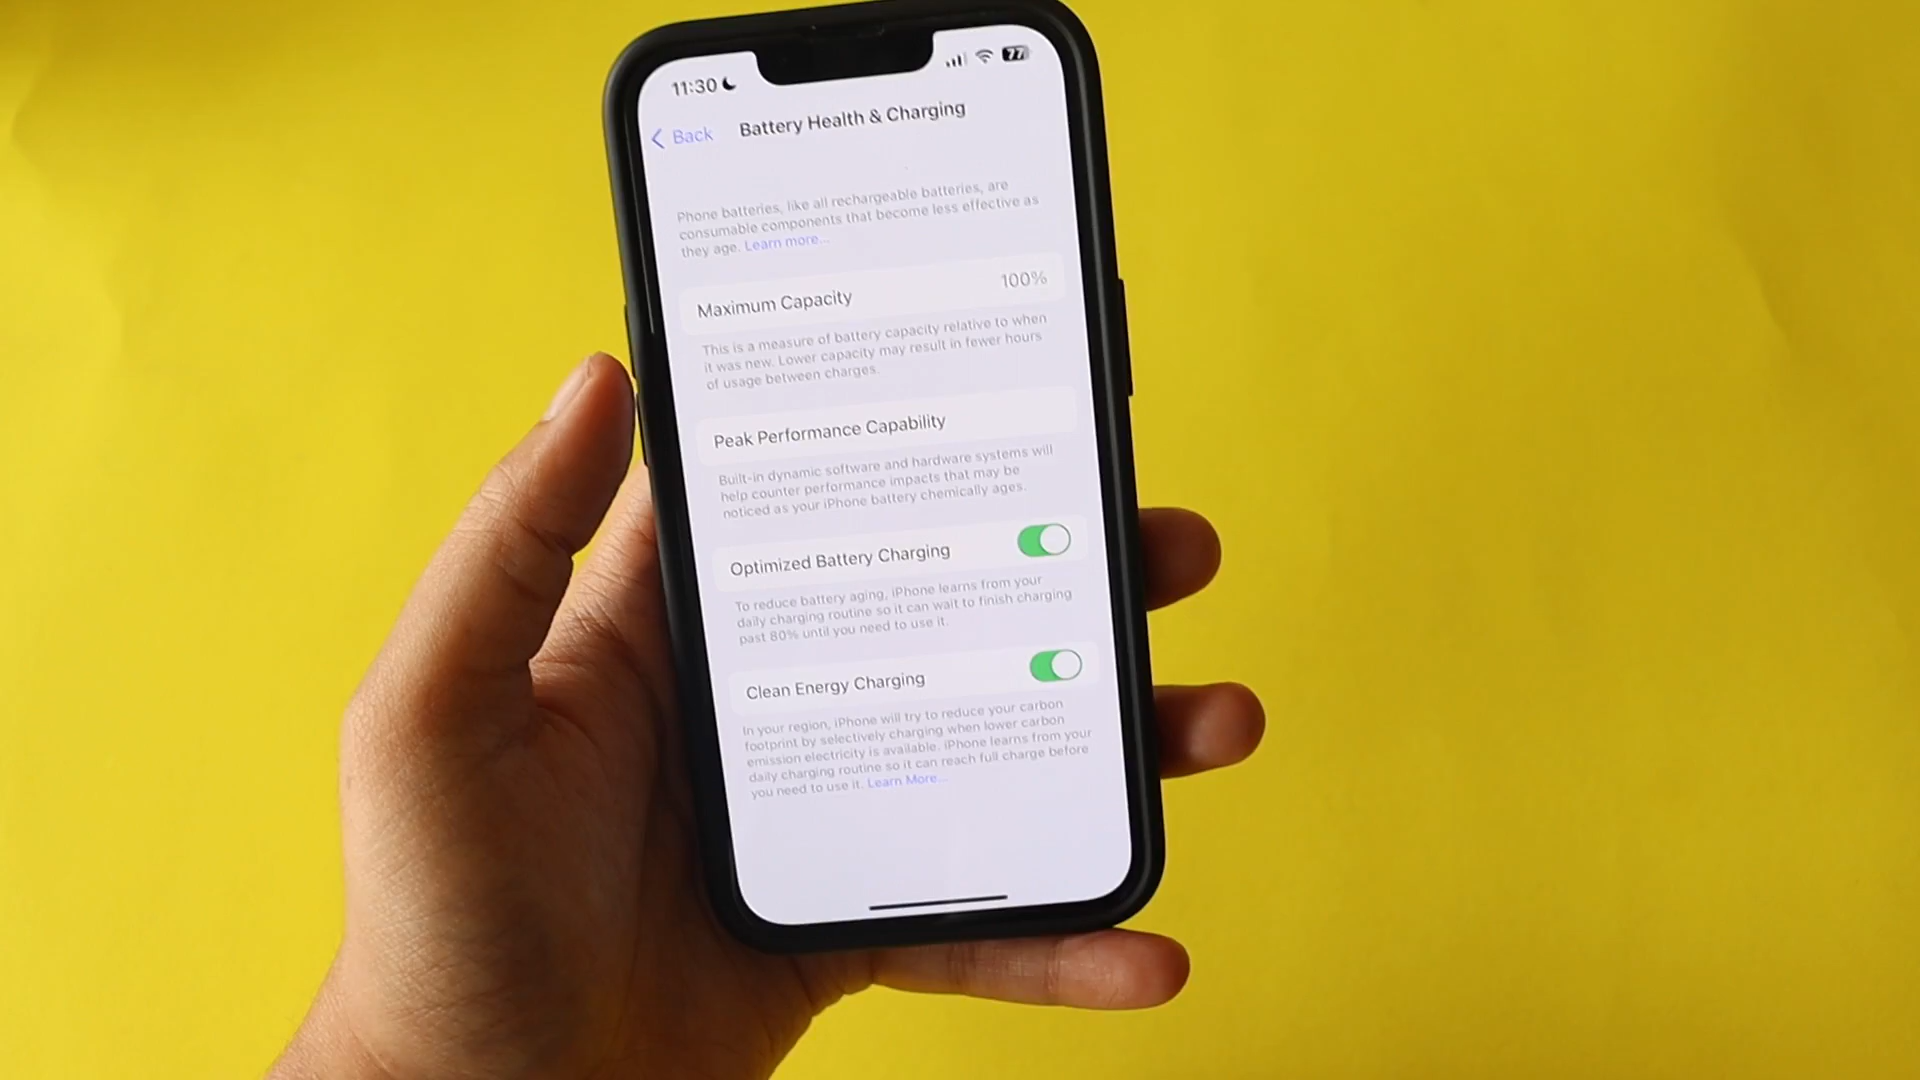 11:30
77
Back
Battery Health & Charging
Phone batteries, like all rechargeable batteries, are
consumable components that become less effective as
they age. Learn more...
Maximum Capacity 100%
This is a measure of battery capacity relative to when
it was new. Lower capacity may result in fewer hours
of usage between charges.
Peak Performance Capability
Built-in dynamic software and hardware systems will
help counter performance impacts that may be
noticed as your iPhone battery chemically ages.
Optimized Battery Charging
To reduce battery aging, iPhone learns from your
daily charging routine so it can wait to finish charging
past 80% until you need to use it.
Clean Energy Charging
In your region, iPhone will try to reduce your carbon
footprint by selectively charging when lower carbon
emission electricity is available. iPhone learns from your
daily charging routine so it can reach full charge before
you need to use it. Learn More...